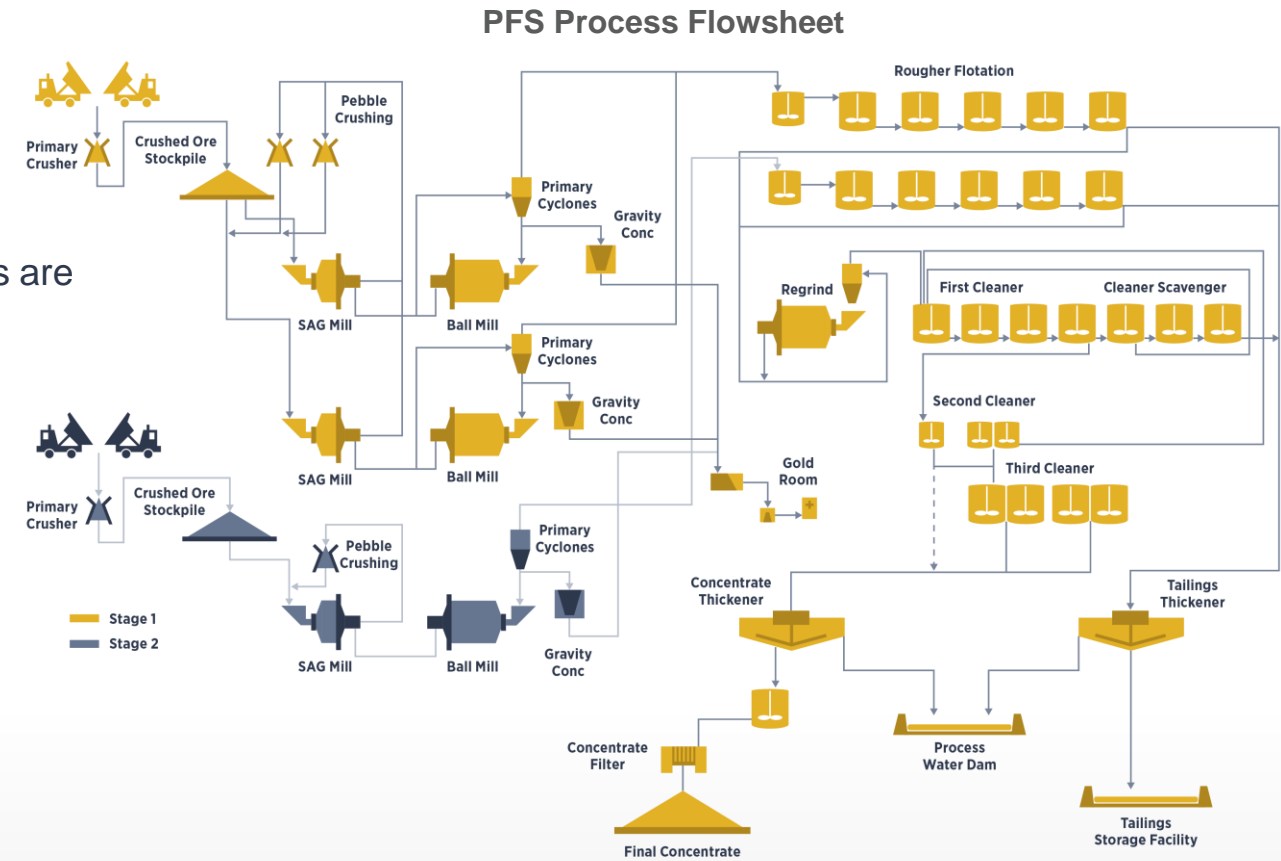 PFS Process Flowsheet
Rougher Flotation
Pebble
Crushing
Primary
Crusher
Crushed Ore
Stockpile
Primary
Cyclones
Gravity
Conc
s are
SAG Mill
Ball Mill
Regrind
First Cleaner
Cleaner Scavenger
Primary
Cyclones
Gravity
Conc
Second Cleaner
SAG Mill
Ball Mill
Gold
Room
Third Cleaner
Primary
Crusher
Crushed Ore
Stockpile
Pebble
Crushing
Primary
Cyclones
Concentrate
Thickener
Tailings
Thickener
Stage 1
Stage 2
SAG Mill
Ball Mill
Gravity
Conc
Concentrate
Filter
Process
Water Dam
Tailings
Storage Facility
Final Concentrate